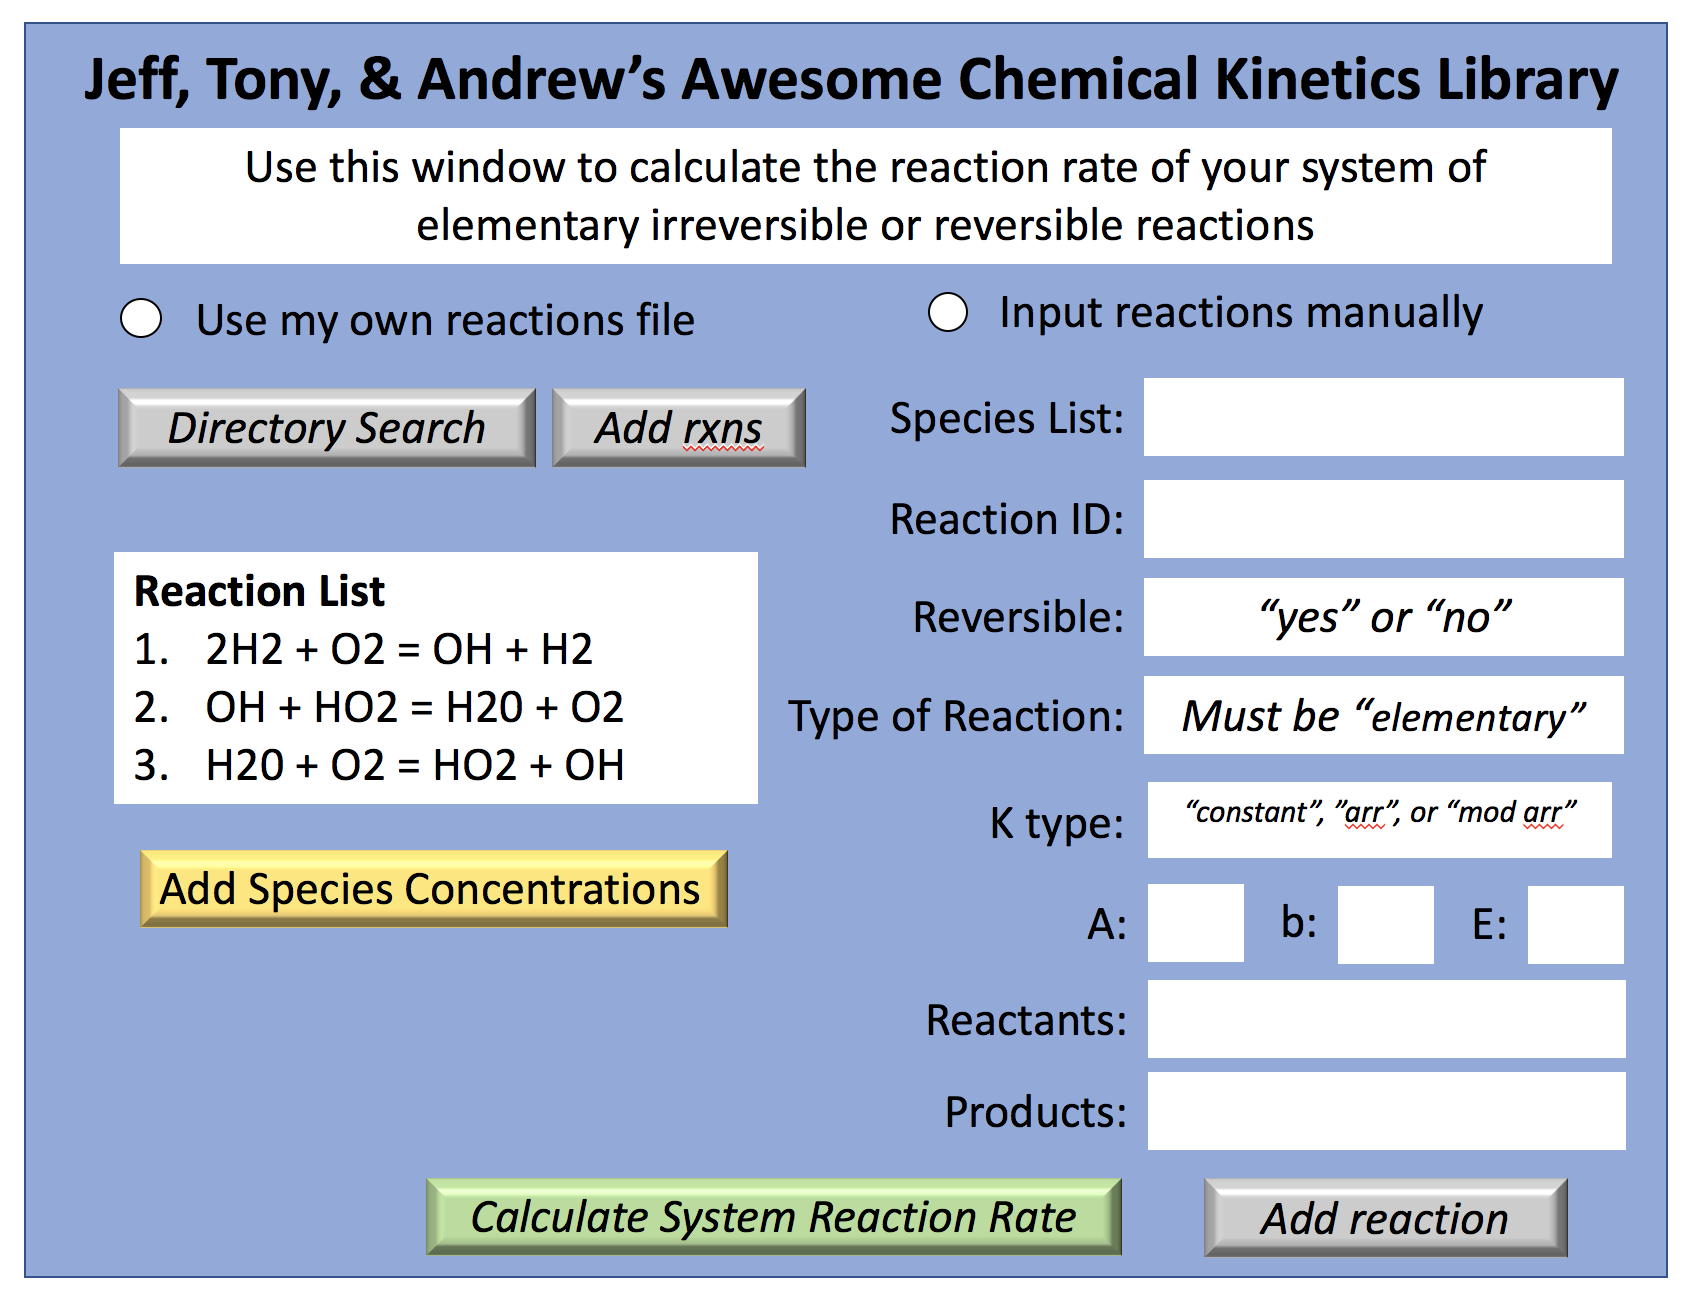 Jeff, Tony, & Andrew’s Awesome Chemical Kinetics Library
Use this window to calculate the reaction rate of your system of
elementary irreversible or reversible reactions
Use my own reactions file
Input reactions manually
Directory Search
Add rxns
Reaction List
1. 2H2 + O2 = OH + H2
2. OH + HO2 = H20 + O2
3. H20 + O2 = HO2 + OH
Add Species Concentrations
Species List:
Reaction ID:
Reversible: “yes” or “no”
Type of Reaction: Must be “elementary”
K type: “constant”, ”arr”, or “mod arr”
A: b: E:
Reactants:
Products:
Calculate System Reaction Rate
Add reaction